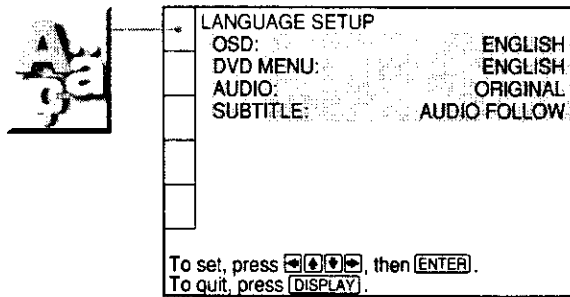 LANGUAGE SETUP
OSD: ENGLISH
DVD MENU: ENGLISH
AUDIO: ORIGINAL
SUBTITLE: AUDIO FOLLOW
To set, press ←↑↓→, then ENTER.
To quit, press DISPLAY.